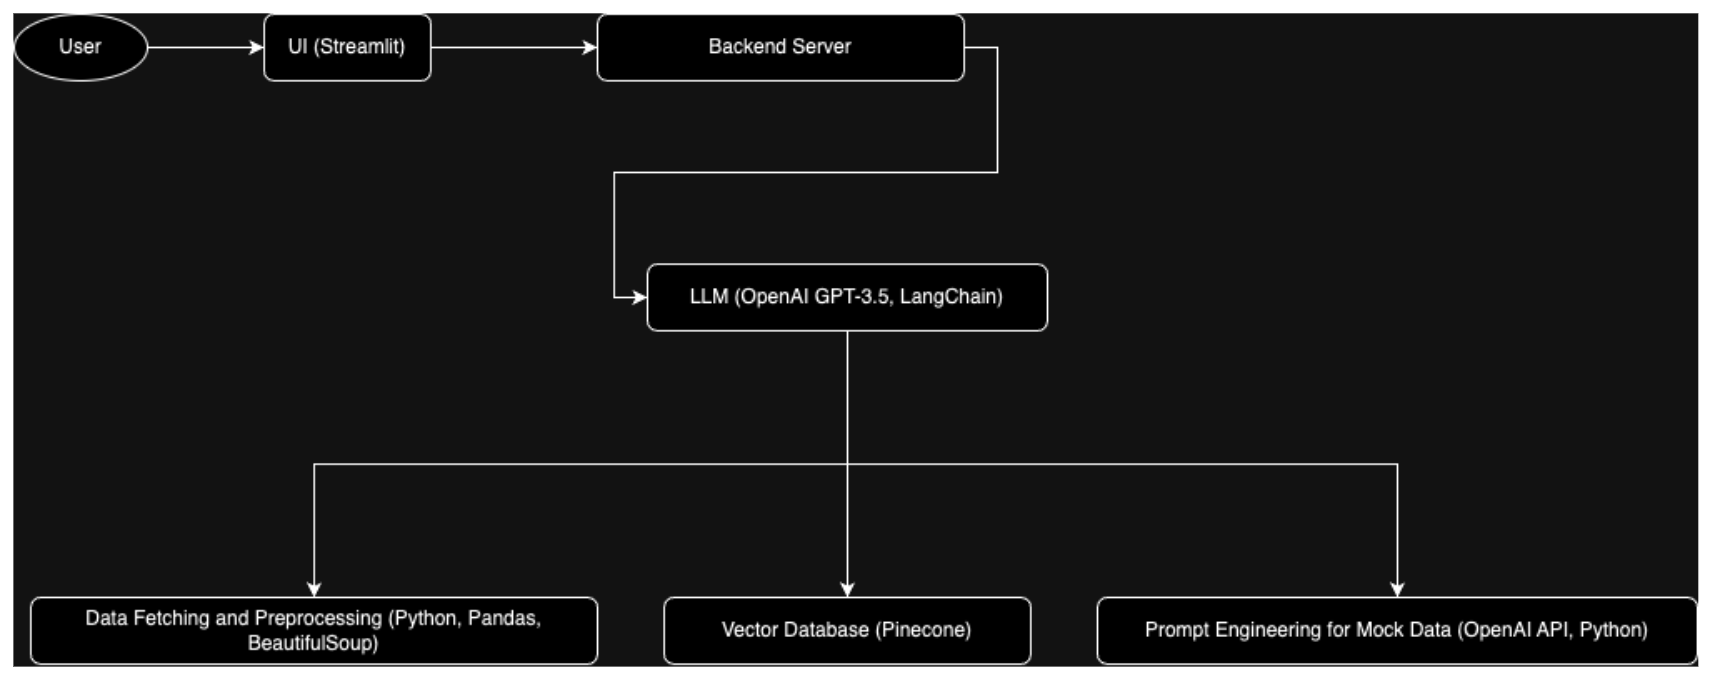 User
UI (Streamlit)
Backend Server
LLM (OpenAI GPT-3.5, LangChain)
Data Fetching and Preprocessing (Python, Pandas,
BeautifulSoup)
Vector Database (Pinecone)
Prompt Engineering for Mock Data (OpenAI API, Python)